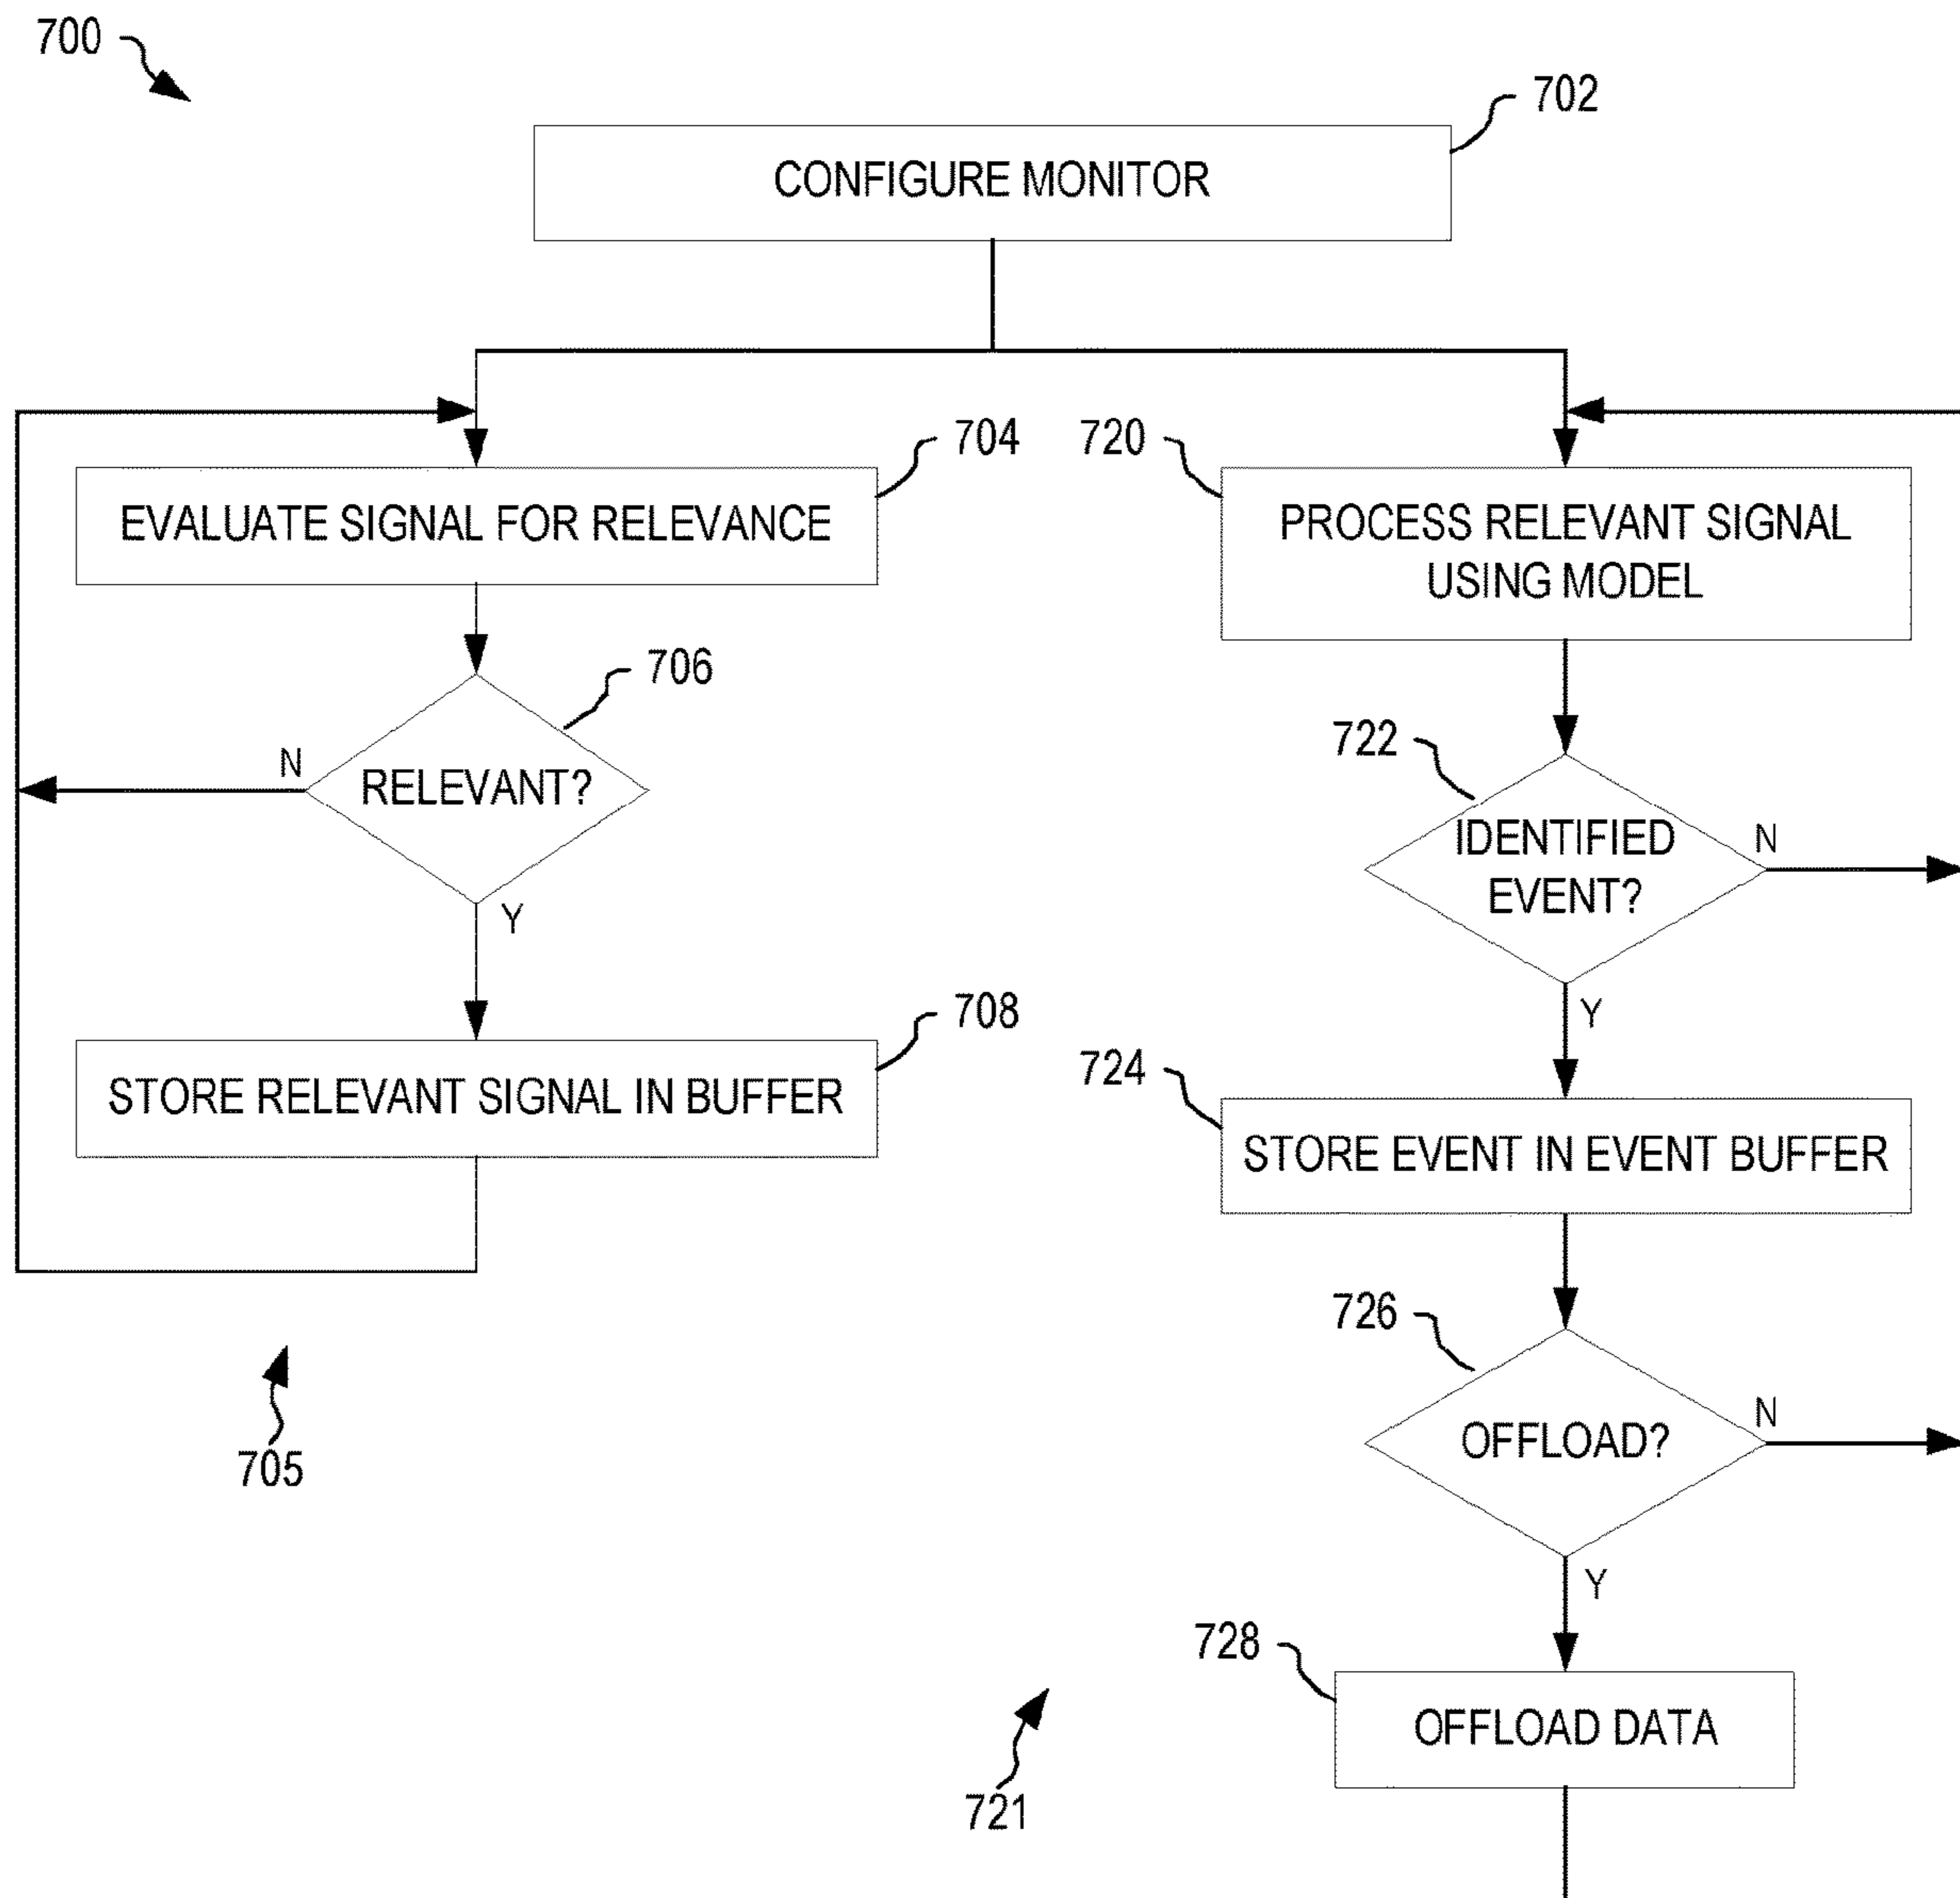 700
702
CONFIGURE MONITOR
704
EVALUATE SIGNAL FOR RELEVANCE
706
N
RELEVANT?
Y
708
STORE RELEVANT SIGNAL IN BUFFER
705
720
PROCESS RELEVANT SIGNAL
USING MODEL
722
IDENTIFIED
EVENT?
N
Y
724
STORE EVENT IN EVENT BUFFER
726
OFFLOAD?
N
Y
728
OFFLOAD DATA
721